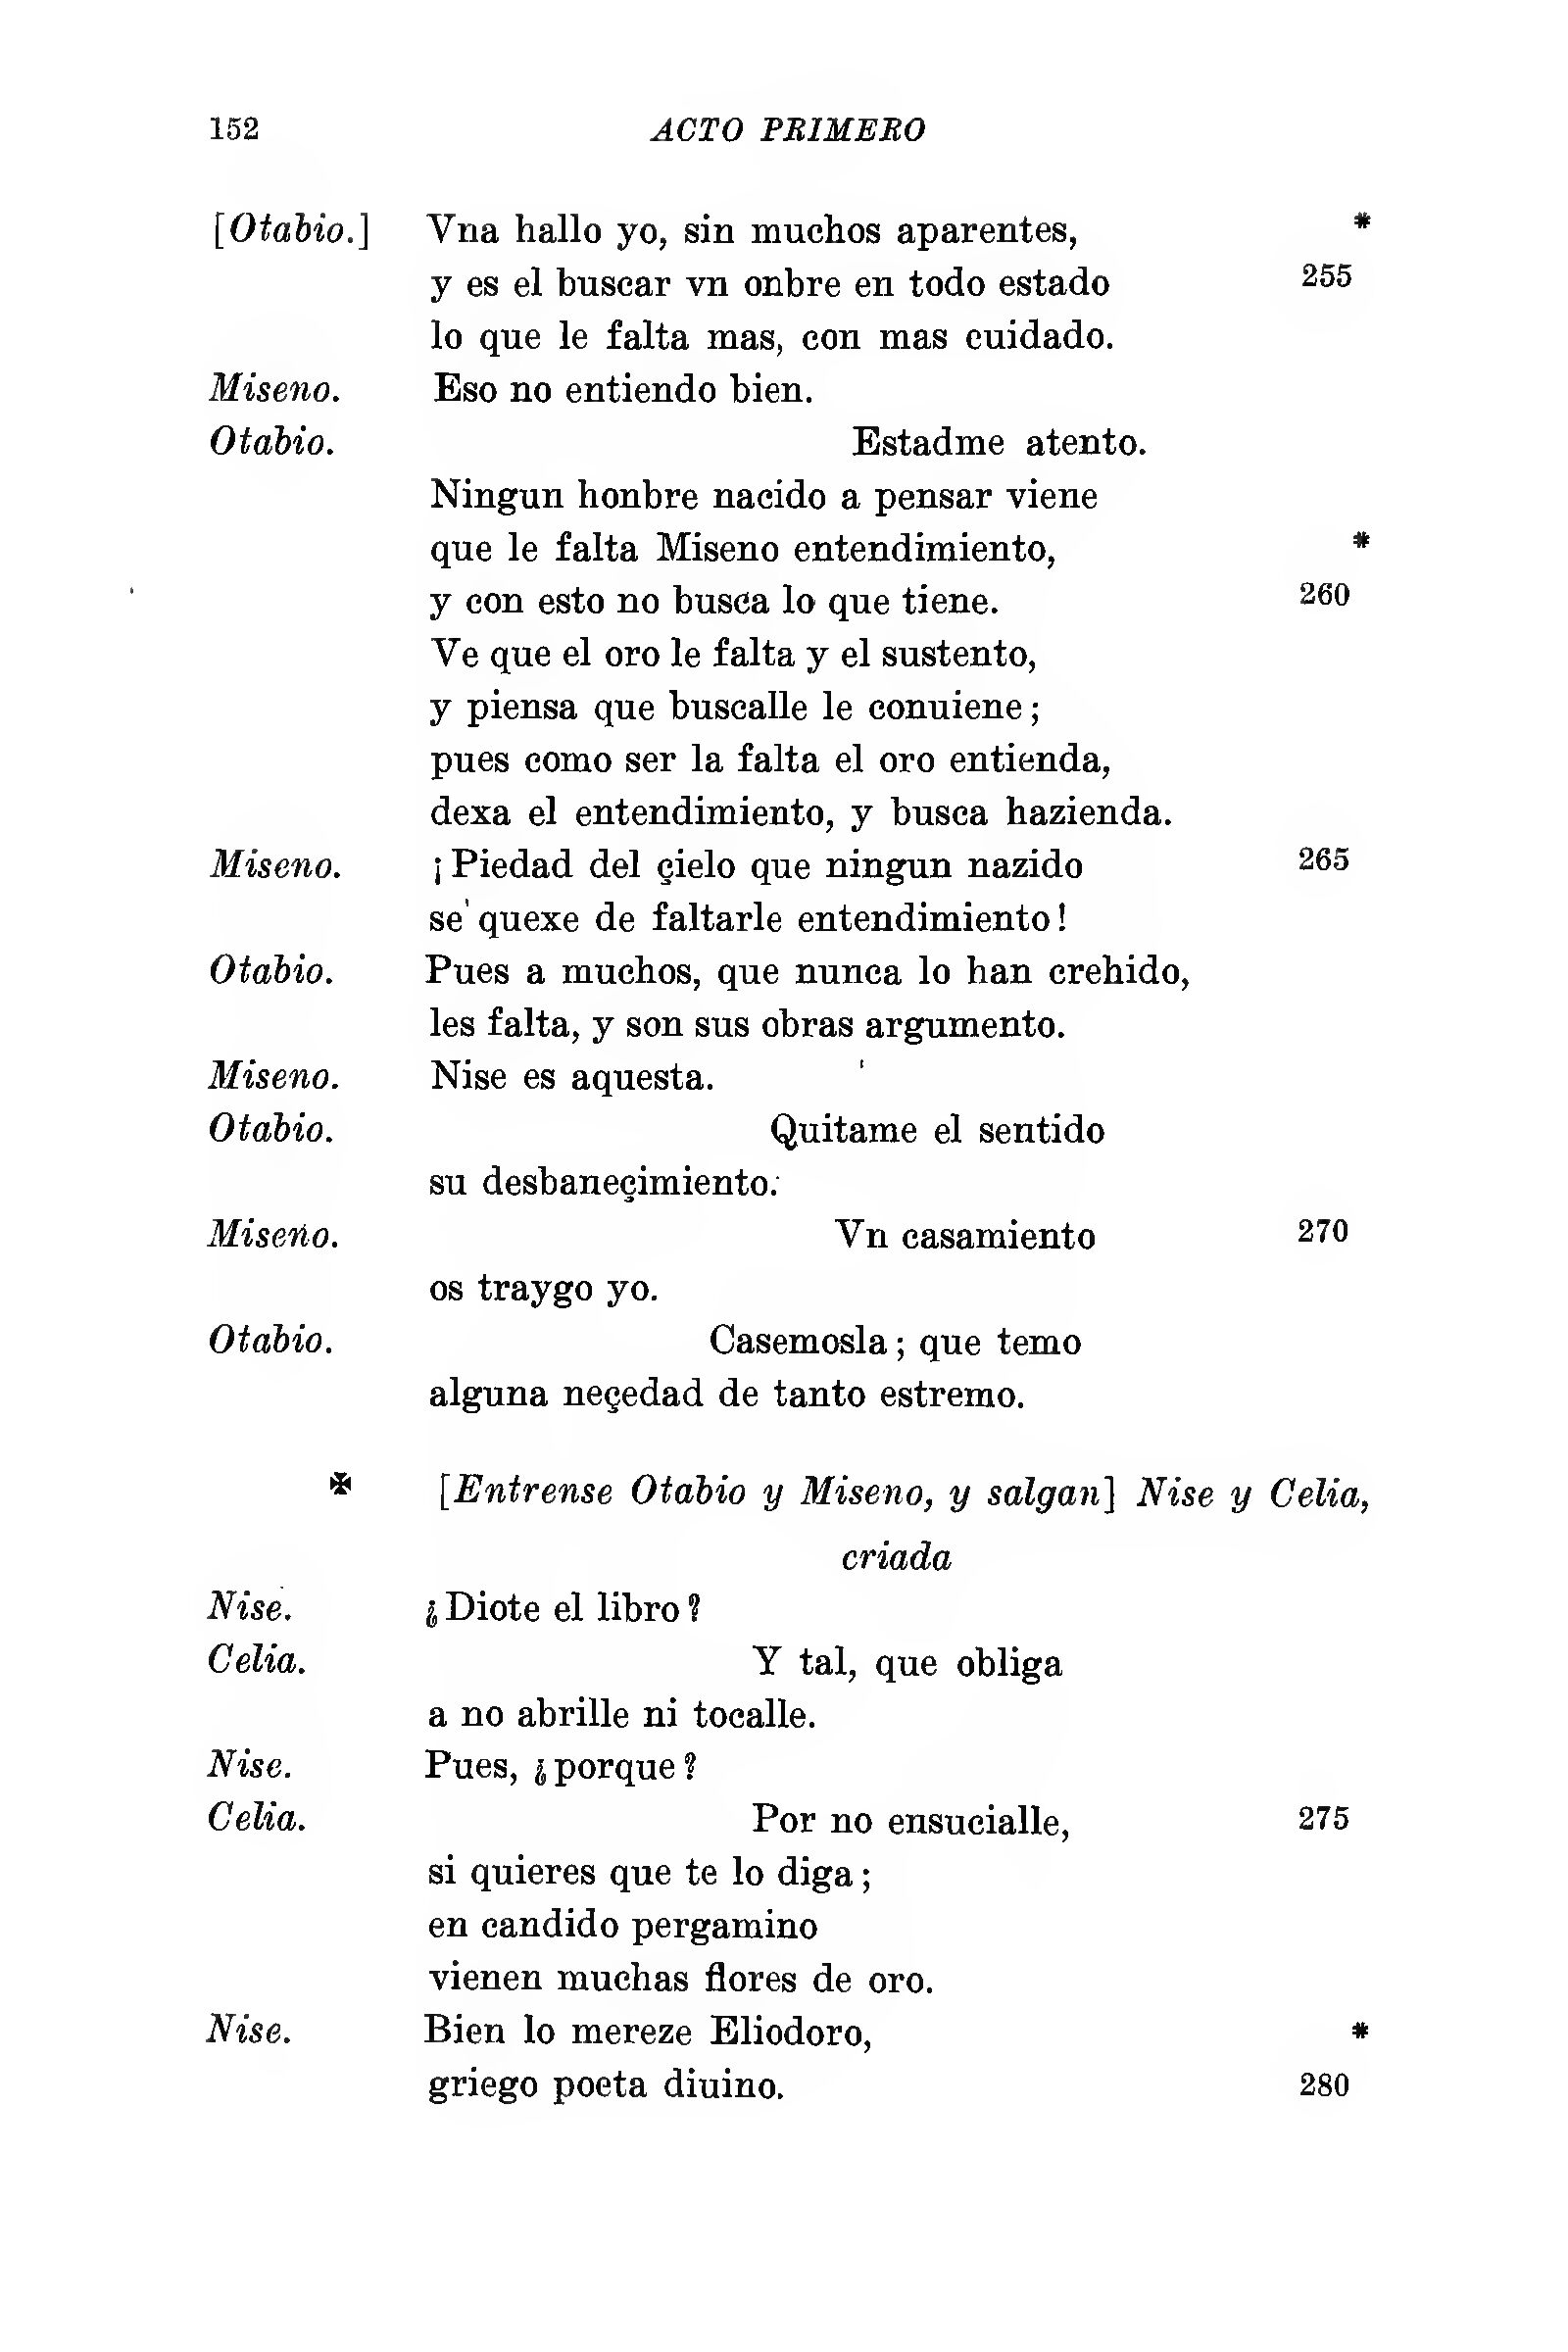 152 ACTO PRIMERO
[Otabio.] Vna hallo yo, sin muchos aparentes, *
y es el buscar vn onbre en todo estado 255
lo que le falta mas, con mas cuidado.
Miseno. Eso no entiendo bien.
Otabio. Estadme atento.
Ningun honbre nacido a pensar viene
que le falta Miseno entendimiento, *
y con esto no busca lo que tiene. 260
Ve que el oro le falta y el sustento,
y piensa que buscalle le conuiene;
pues como ser la falta el oro entienda,
dexa el entendimiento, y busca hazienda.
Miseno. ¡Piedad del çielo que ningun nazido 265
se quexe de faltarle entendimiento!
Otabio. Pues a muchos, que nunca lo han crehido,
les falta, y son sus obras argumento.
Miseno. Nise es aquesta.
Otabio. Quitame el sentido
su desbaneçimiento.
Miseno. Vn casamiento 270
os traygo yo.
Otabio. Casemosla; que temo
alguna neçedad de tanto estremo.
✠ [Entrense Otabio y Miseno, y salgan] Nise y Celia,
criada
Nise. ¿Diote el libro?
Celia. Y tal, que obliga
a no abrille ni tocalle.
Nise. Pues, ¿porque?
Celia. Por no ensucialle, 275
si quieres que te lo diga;
en candido pergamino
vienen muchas flores de oro.
Nise. Bien lo mereze Eliodoro, *
griego poeta diuino. 280